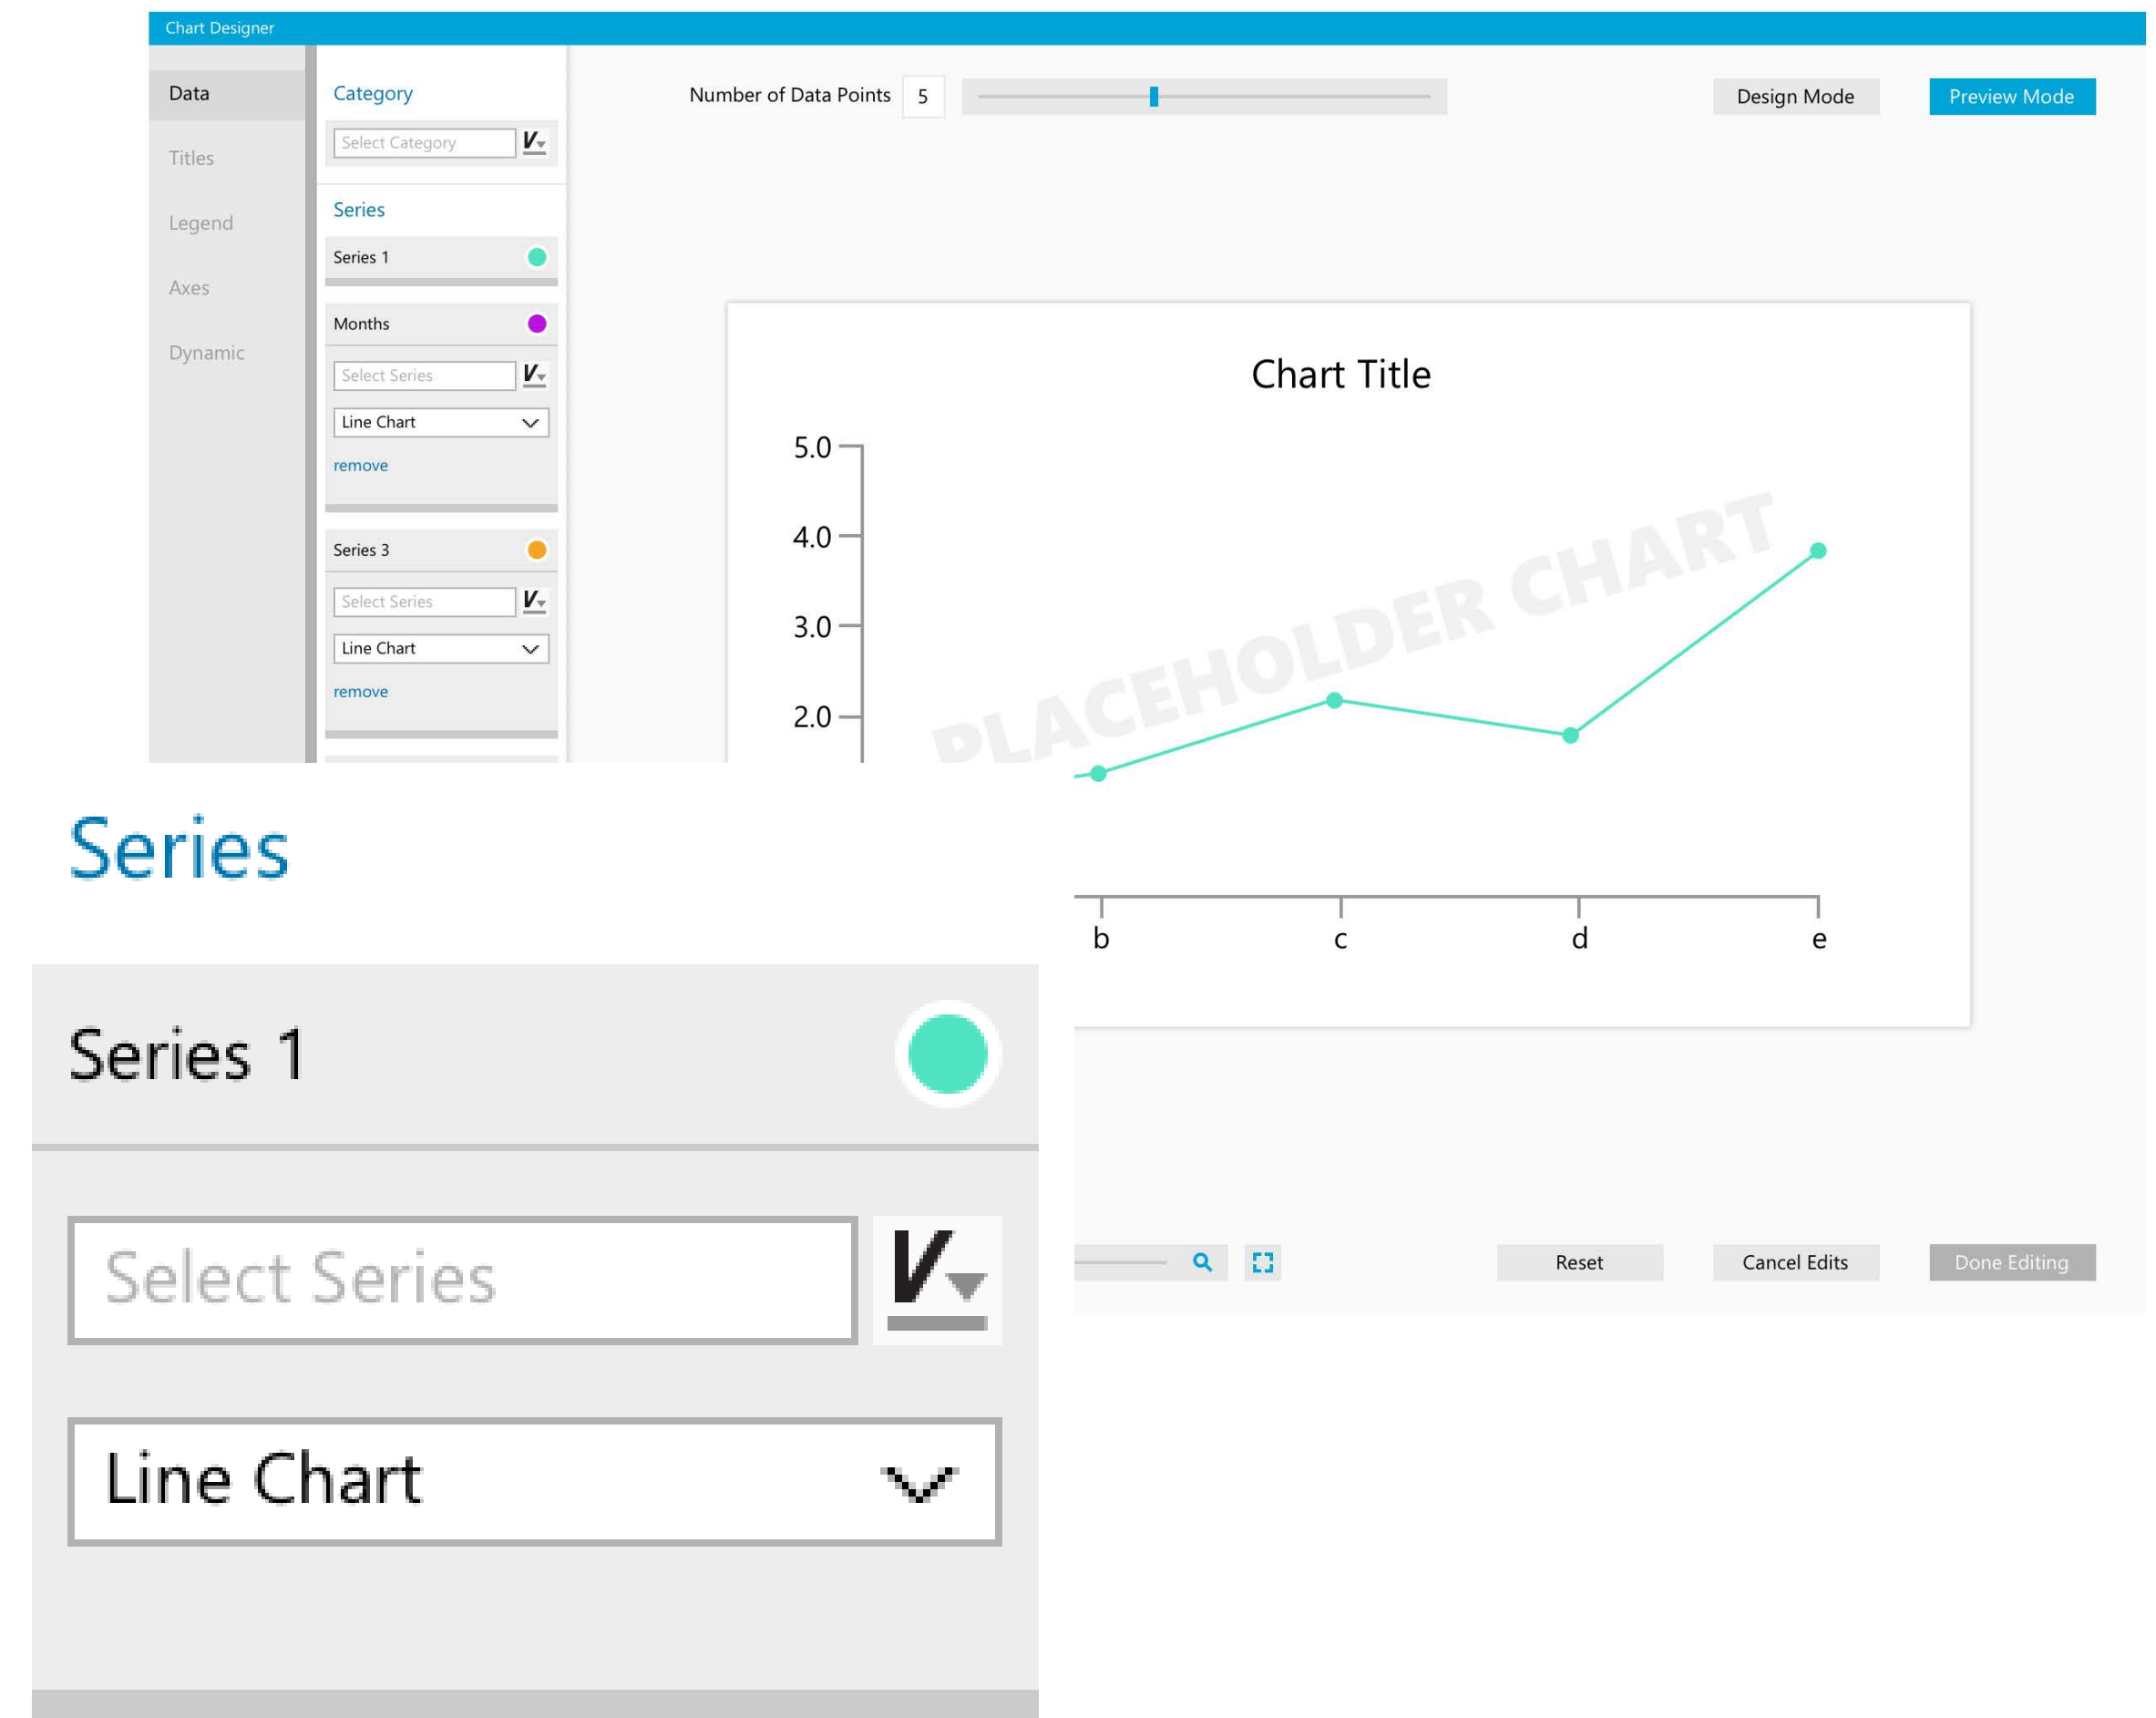 Chart Designer
Data
Titles
Legend
Axes
Dynamic
Category
Select Category
V
Series
Series 1
Months
Select Series
V
Line Chart
remove
Series 3
Select Series
V
Line Chart
remove
Number of Data Points 5
Design Mode
Preview Mode
Chart Title
5.0
4.0
3.0
2.0
PLACEHOLDER CHART
b c d e
Series
Series 1
Select Series
V
Line Chart
Reset
Cancel Edits
Done Editing